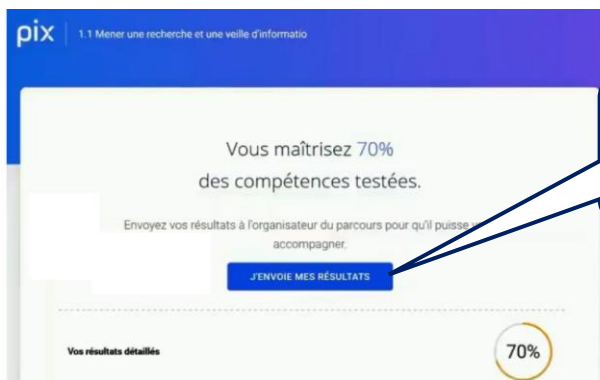 pix 1.1 Mener une recherche et une veille d'informatio
Vous maîtrisez 70%
des compétences testées.
Envoyez vos résultats à l'organisateur du parcours pour qu'il puisse
accompagner.
J'ENVOIE MES RÉSULTATS
Vos résultats détaillés
70%